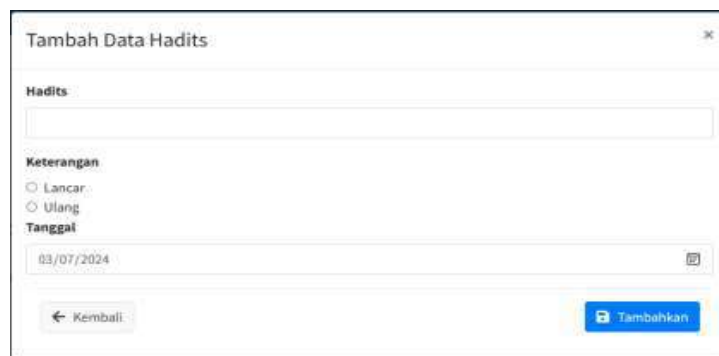 Tambah Data Hadits
Hadits
Keterangan
Lancar
Ulang
Tanggal
03/07/2024
← Kembali
Tambahkan